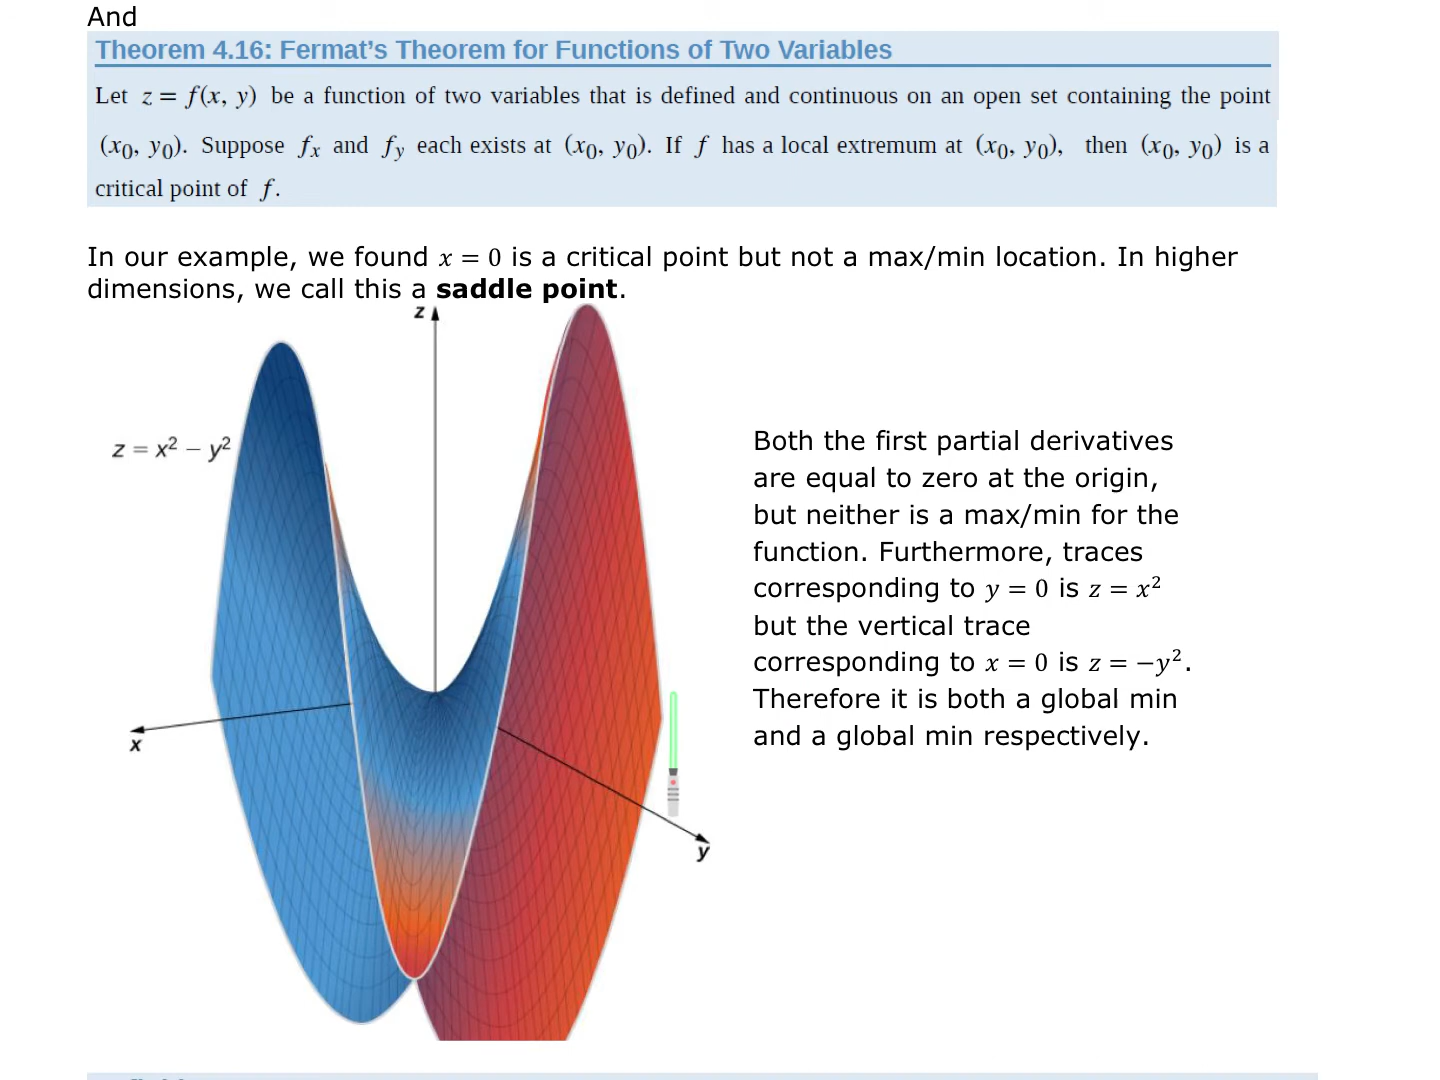 And
Theorem 4.16: Fermat's Theorem for Functions of Two Variables
Let z = f(x, y) be a function of two variables that is defined and continuous on an open set containing the point
(x₀, y₀). Suppose fₓ and f_y each exists at (x₀, y₀). If f has a local extremum at (x₀, y₀), then (x₀, y₀) is a
critical point of f.
In our example, we found x = 0 is a critical point but not a max/min location. In higher
dimensions, we call this a saddle point.
z
z = x² − y²
x
y
Both the first partial derivatives
are equal to zero at the origin,
but neither is a max/min for the
function. Furthermore, traces
corresponding to y = 0 is z = x²
but the vertical trace
corresponding to x = 0 is z = −y².
Therefore it is both a global min
and a global min respectively.